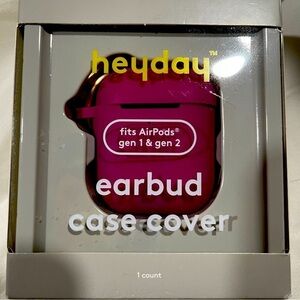 heyday™
fits AirPods®
gen 1 & gen 2
earbud
case cover
1 count